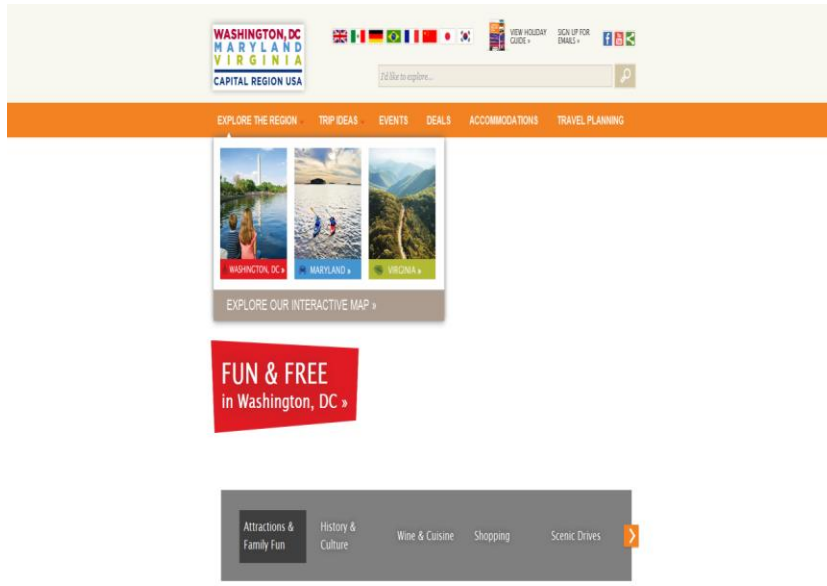 WASHINGTON, DC
MARYLAND
VIRGINIA
CAPITAL REGION USA
VIEW HOLIDAY
GUIDE »
SIGN UP FOR
EMAILS »
I'd like to explore...
EXPLORE THE REGION
TRIP IDEAS
EVENTS
DEALS
ACCOMMODATIONS
TRAVEL PLANNING
WASHINGTON, DC »
MARYLAND »
VIRGINIA »
EXPLORE OUR INTERACTIVE MAP »
FUN & FREE
in Washington, DC »
Attractions &
Family Fun
History &
Culture
Wine & Cuisine
Shopping
Scenic Drives